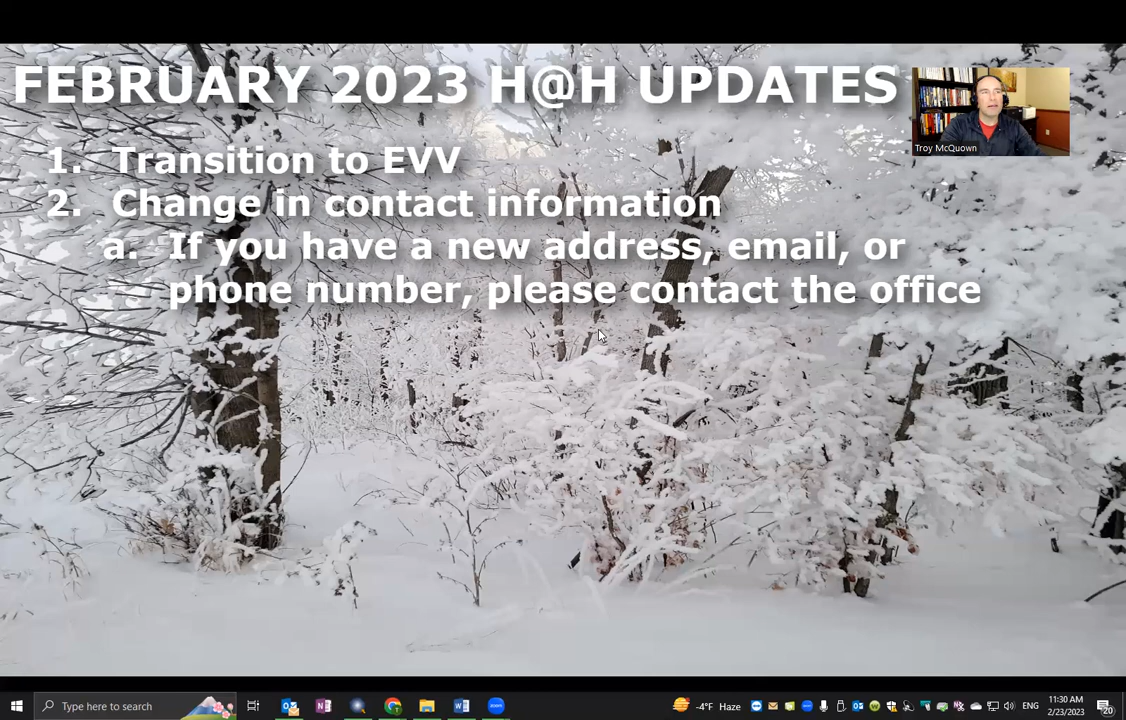 FEBRUARY 2023 H@H UPDATES
Troy McQuown
1. Transition to EVV
2. Change in contact information
a. If you have a new address, email, or
phone number, please contact the office
Type here to search
-4°F Haze
ENG
11:30 AM
2/23/2023
20
zoom